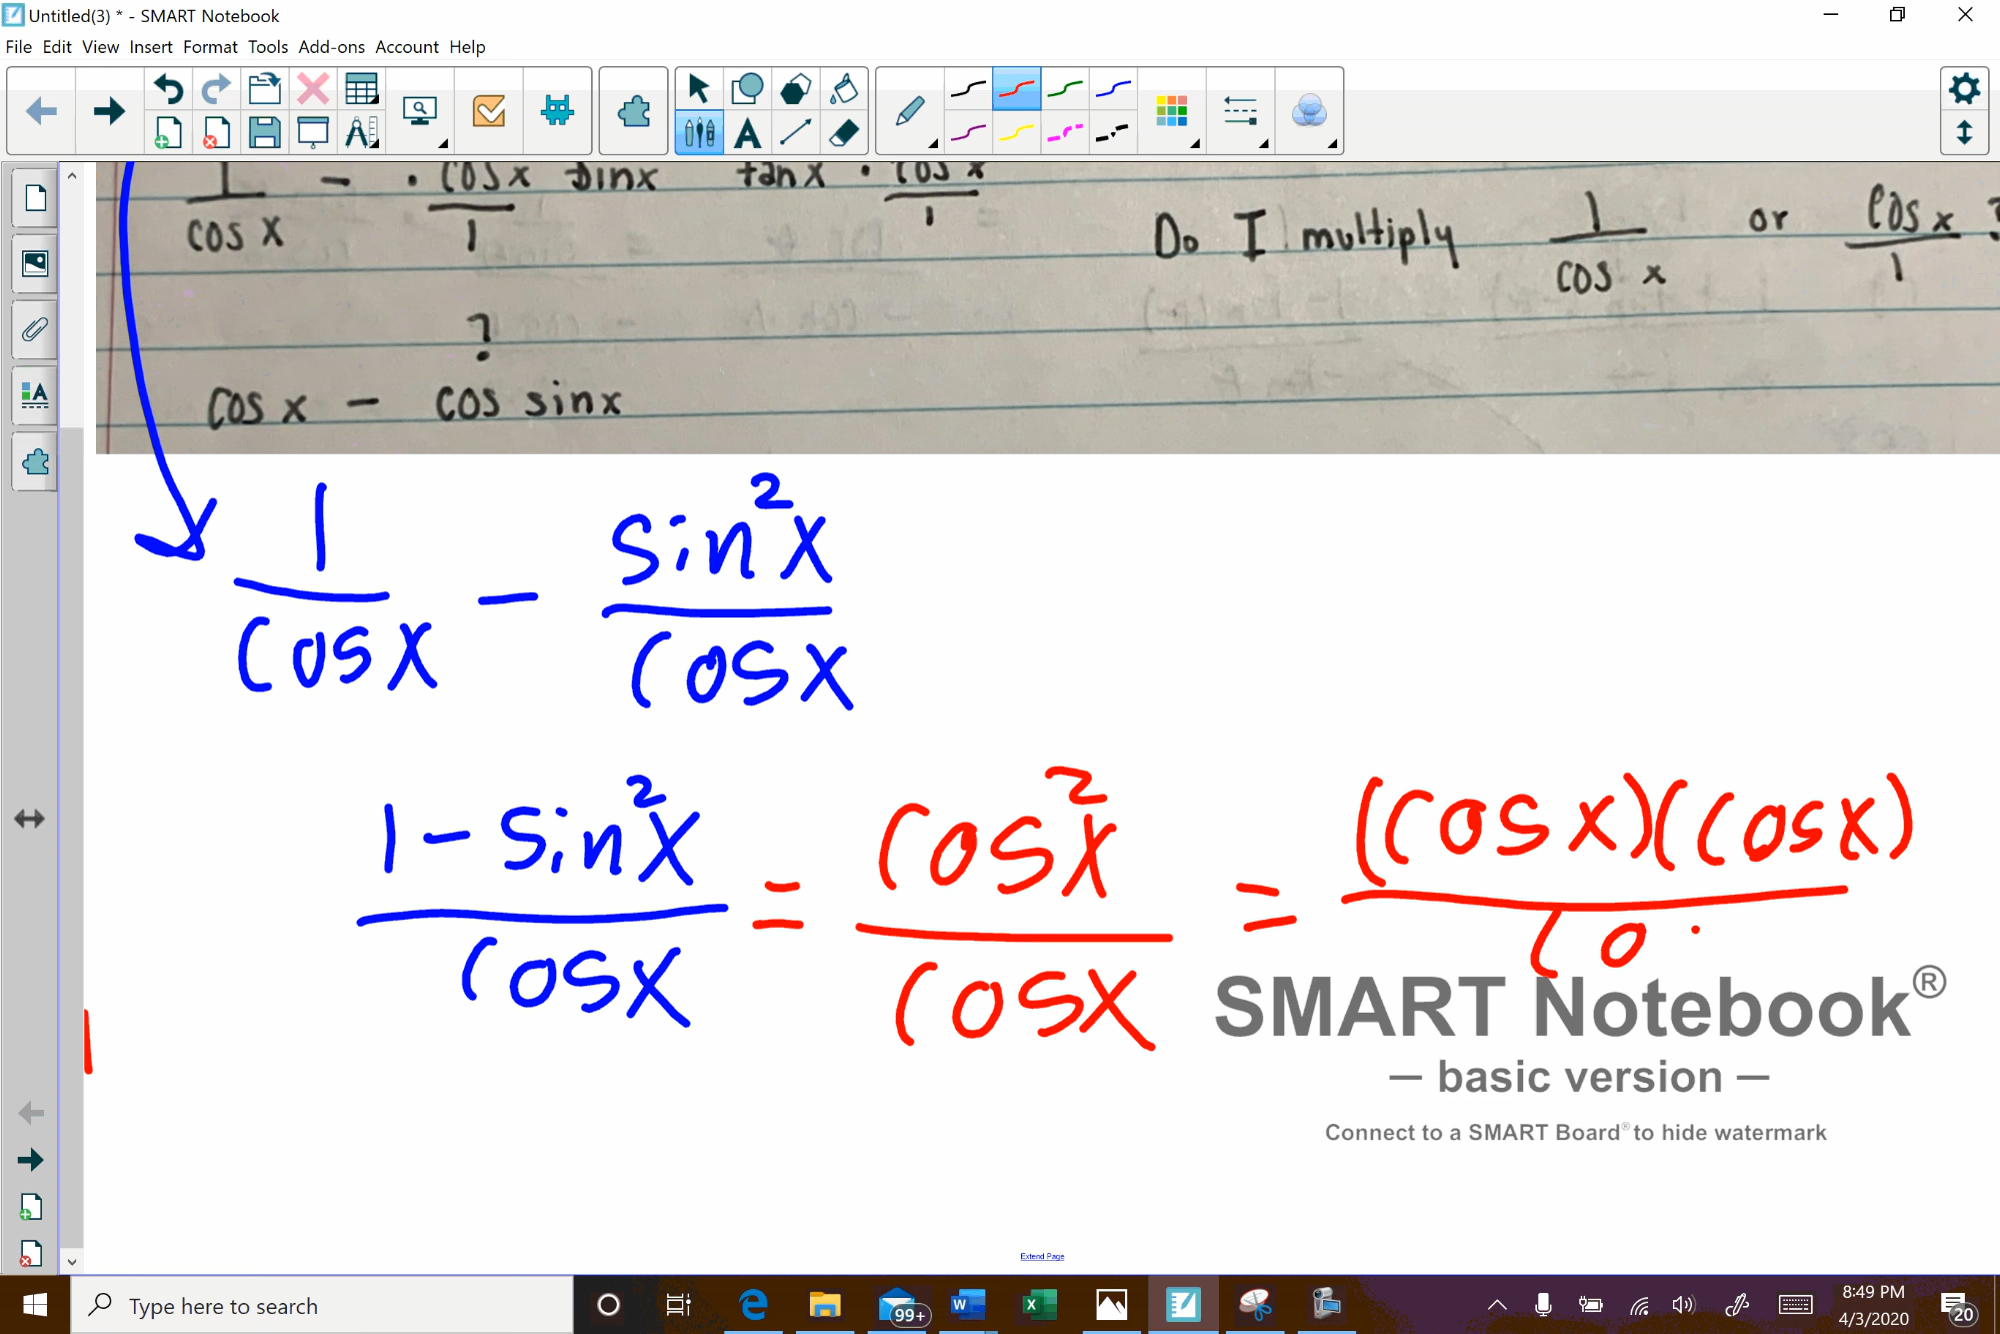 Untitled(3) * - SMART Notebook
File Edit View Insert Format Tools Add-ons Account Help
1/cos x - · cos x/1 sinx tanx · cos x/1
Do I multiply 1/cos x or cos x/1 ?
?
cos x - cos sinx
1/cosx - sin²x/cosx
1-sin²x/cosx = cos²x/cosx = (cosx)(cosx)/co
SMART Notebook®
— basic version —
Connect to a SMART Board® to hide watermark
Extend Page
Type here to search
99+
8:49 PM
4/3/2020
20